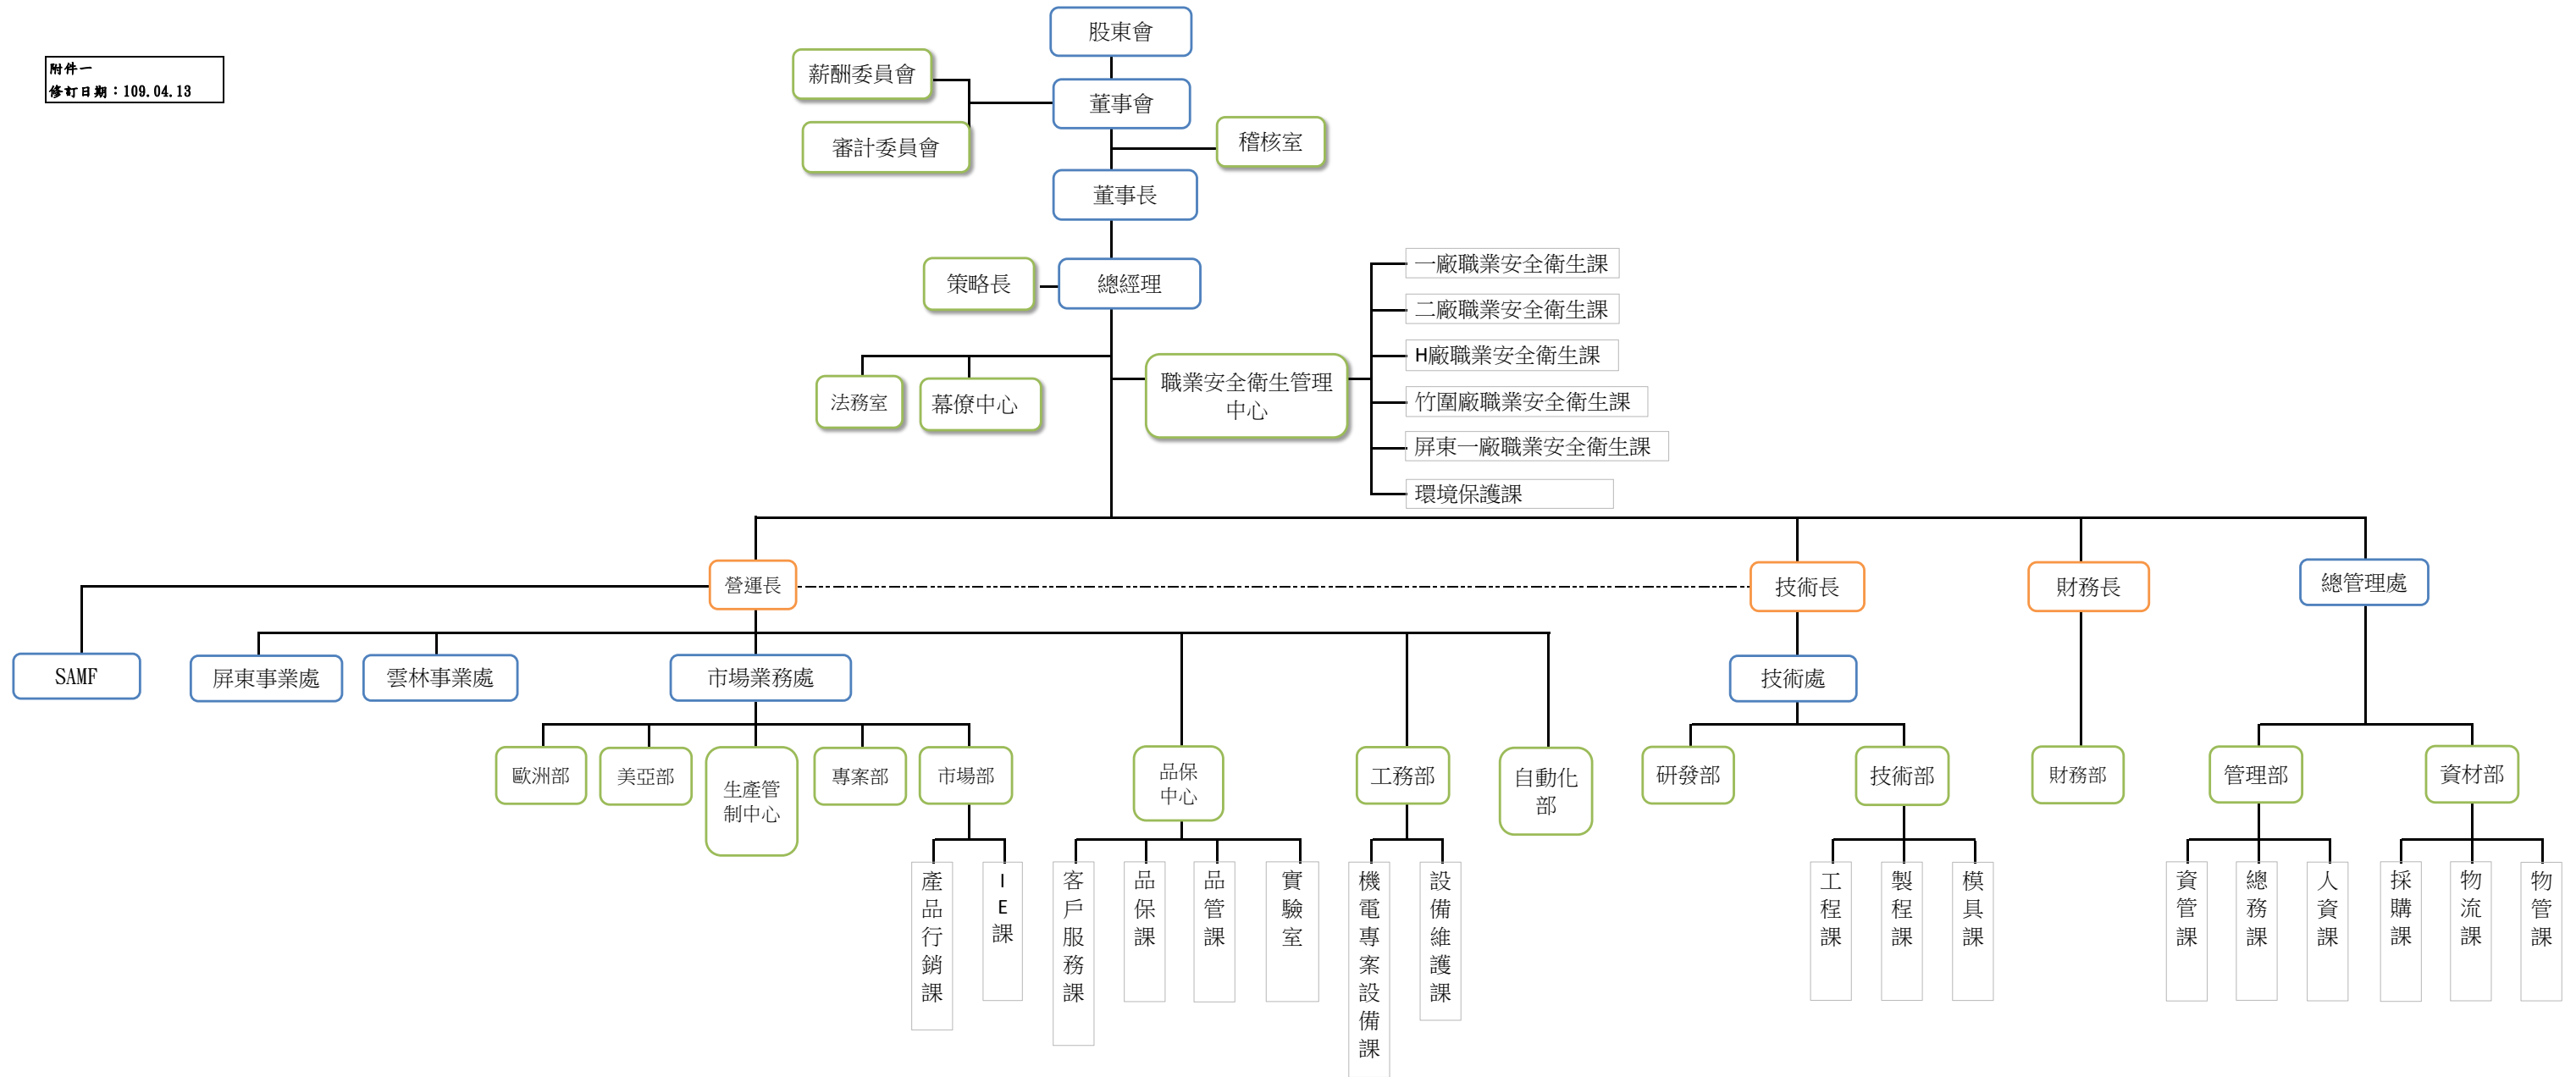 附件一
修訂日期：109.04.13
股東會
薪酬委員會
董事會
審計委員會
稽核室
董事長
策略長
總經理
一廠職業安全衛生課
二廠職業安全衛生課
H廠職業安全衛生課
竹圍廠職業安全衛生課
屏東一廠職業安全衛生課
環境保護課
法務室
幕僚中心
職業安全衛生管理
中心
營運長
技術長
財務長
總管理處
SAMF
屏東事業處
雲林事業處
市場業務處
技術處
歐洲部
美亞部
生產管
制中心
專案部
市場部
品保
中心
工務部
自動化
部
研發部
技術部
財務部
管理部
資材部
產品行銷課
IE課
客戶服務課
品保課
品管課
實驗室
機電專案設備課
設備維護課
工程課
製程課
模具課
資管課
總務課
人資課
採購課
物流課
物管課